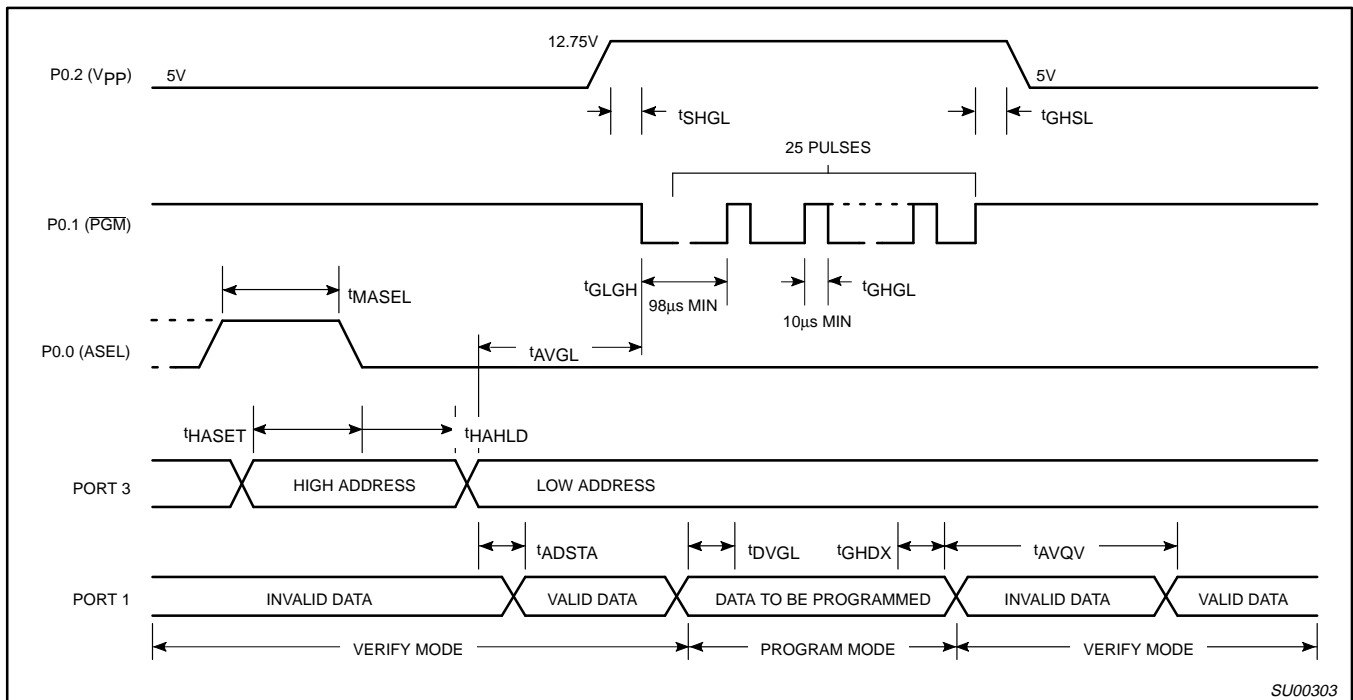 12.75V
P0.2 (VPP)
5V
5V
tSHGL
tGHSL
25 PULSES
P0.1 (PGM)
tMASEL
tGLGH
98µs MIN
tGHGL
10µs MIN
P0.0 (ASEL)
tAVGL
tHASET
tHAHLD
PORT 3
HIGH ADDRESS
LOW ADDRESS
tADSTA
tDVGL
tGHDX
tAVQV
PORT 1
INVALID DATA
VALID DATA
DATA TO BE PROGRAMMED
INVALID DATA
VALID DATA
VERIFY MODE
PROGRAM MODE
VERIFY MODE
SU00303